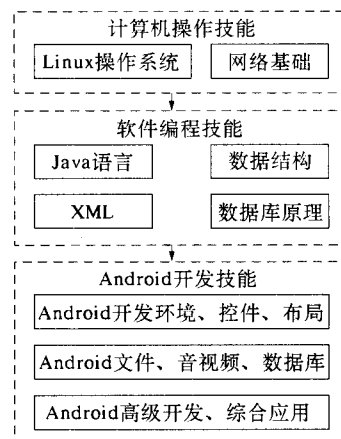 计算机操作技能
Linux操作系统 网络基础
软件编程技能
Java语言 数据结构
XML 数据库原理
Android开发技能
Android开发环境、控件、布局
Android文件、音视频、数据库
Android高级开发、综合应用